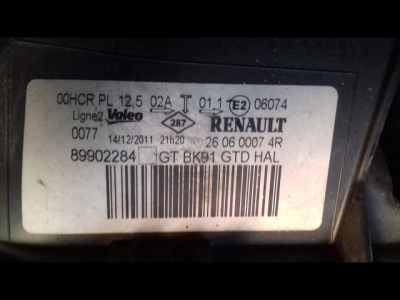 00HCR PL 12,5 02A 01,1 E2 06074
Ligne2 Valeo 287 RENAULT
0077 14/12/2011 21h20 26 06 0007 4R
89902284 GT BK91 GTD HAL